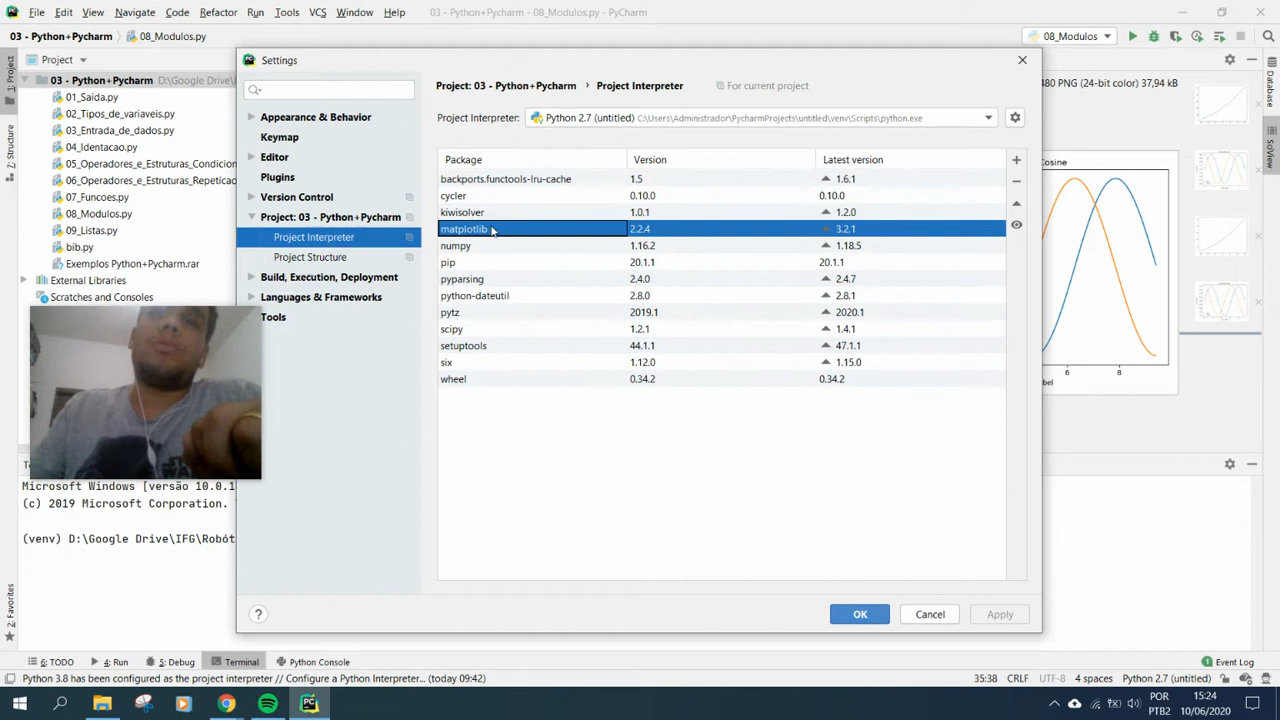 File Edit View Navigate Code Refactor Run Tools VCS Window Help 03 - Python+Pycharm - 08_Modulos.py - PyCharm
03 - Python+Pycharm 08_Modulos.py 08_Modulos
1: Project
Z: Structure
2: Favorites
Project
03 - Python+Pycharm D:\Google Drive\I
01_Saida.py
02_Tipos_de_variaveis.py
03_Entrada_de_dados.py
04_Identacao.py
05_Operadores_e_Estruturas_Condicion
06_Operadores_e_Estruturas_Repeticao
07_Funcoes.py
08_Modulos.py
09_Listas.py
bib.py
Exemplos Python+Pycharm.rar
External Libraries
Scratches and Consoles
Settings
Appearance & Behavior
Keymap
Editor
Plugins
Version Control
Project: 03 - Python+Pycharm
Project Interpreter
Project Structure
Build, Execution, Deployment
Languages & Frameworks
Tools
Project: 03 - Python+Pycharm › Project Interpreter For current project
Project Interpreter: Python 2.7 (untitled) C:\Users\Administrador\PycharmProjects\untitled\venv\Scripts\python.exe
Package Version Latest version
backports.functools-lru-cache 1.5 1.6.1
cycler 0.10.0 0.10.0
kiwisolver 1.0.1 1.2.0
matplotlib 2.2.4 3.2.1
numpy 1.16.2 1.18.5
pip 20.1.1 20.1.1
pyparsing 2.4.0 2.4.7
python-dateutil 2.8.0 2.8.1
pytz 2019.1 2020.1
scipy 1.2.1 1.4.1
setuptools 44.1.1 47.1.1
six 1.12.0 1.15.0
wheel 0.34.2 0.34.2
? OK Cancel Apply
480 PNG (24-bit color) 37,94 kB
Cosine
6 8
bel
Database
SciView
Te
Microsoft Windows [versão 10.0.1
(c) 2019 Microsoft Corporation.
(venv) D:\Google Drive\IFG\Robót
6: TODO 4: Run 5: Debug Terminal Python Console 1 Event Log
Python 3.8 has been configured as the project interpreter // Configure a Python Interpreter... (today 09:42) 35:38 CRLF UTF-8 4 spaces Python 2.7 (untitled)
POR 15:24
PTB2 10/06/2020